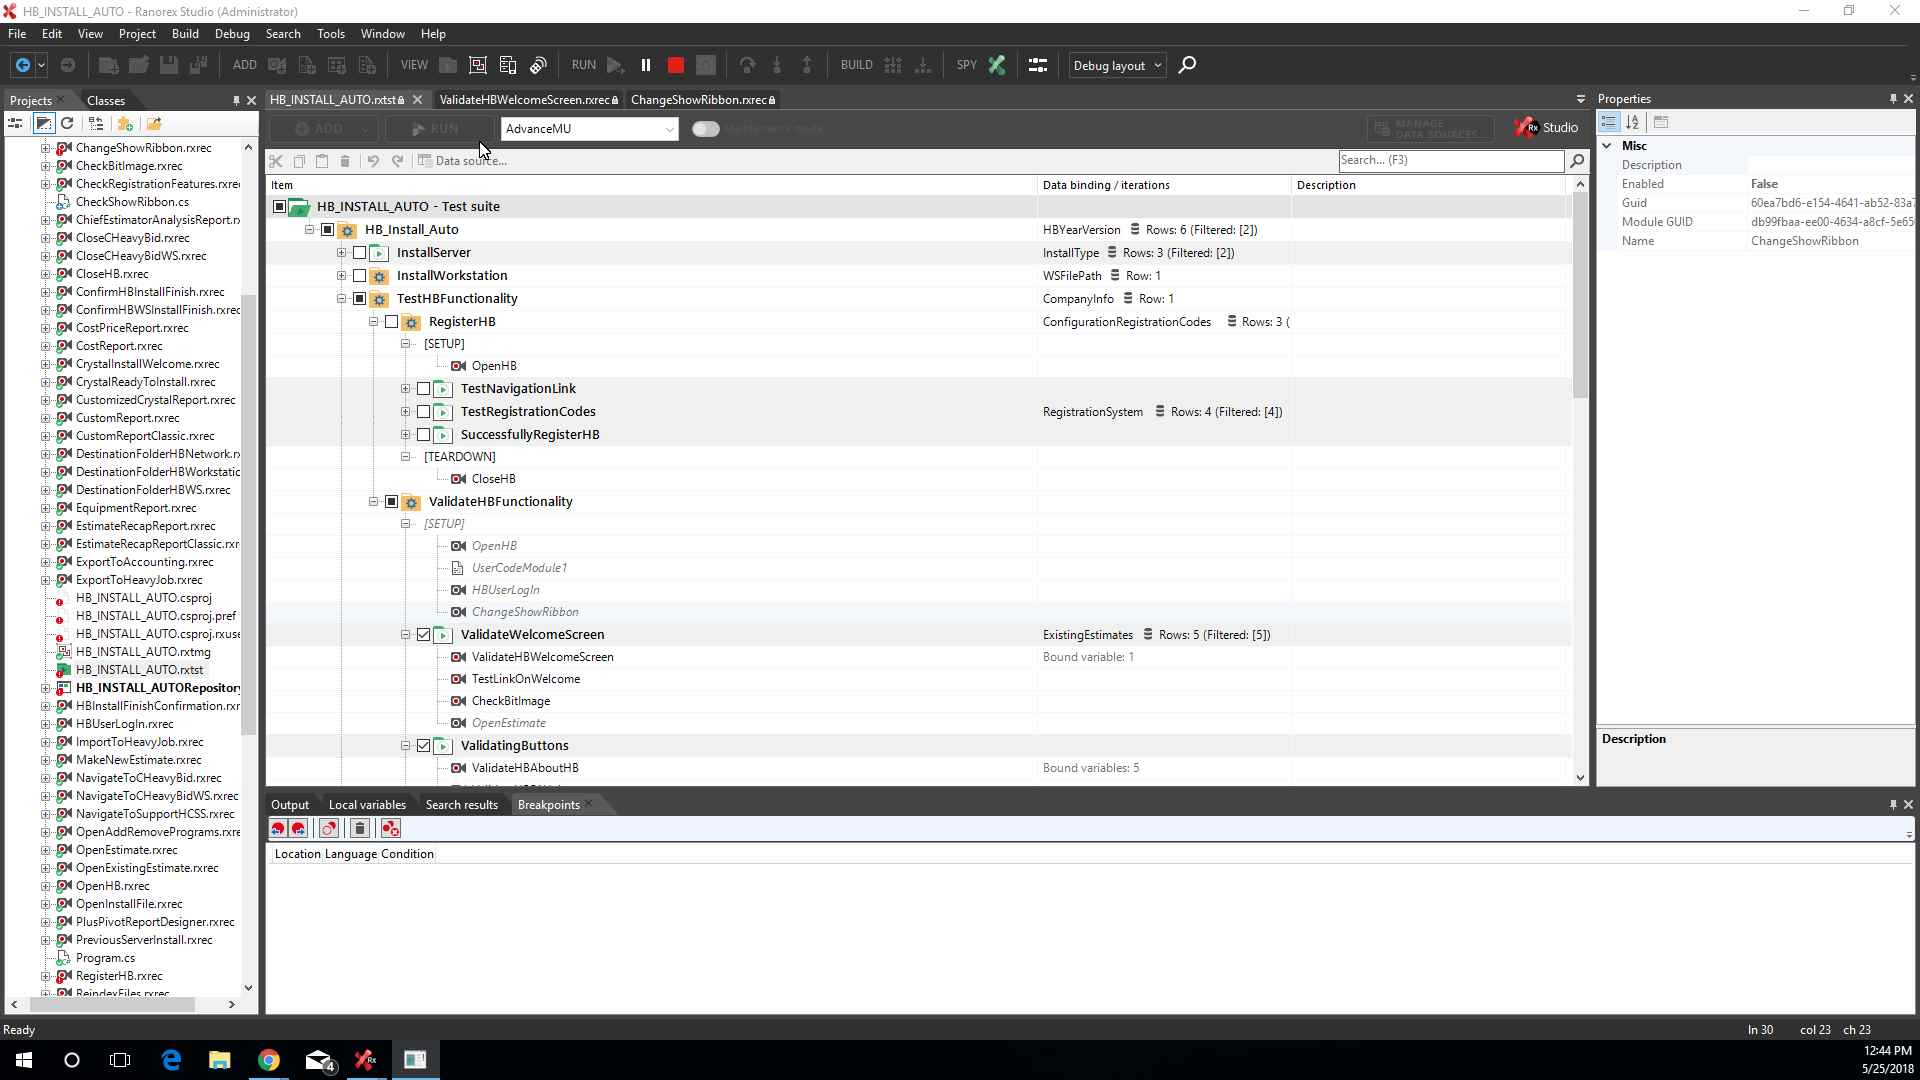 HB_INSTALL_AUTO - Ranorex Studio (Administrator)
File Edit View Project Build Debug Search Tools Window Help
ADD VIEW RUN BUILD SPY Debug layout
Projects Classes
HB_INSTALL_AUTO.rxtst ValidateHBWelcomeScreen.rxrec ChangeShowRibbon.rxrec
ADD RUN AdvanceMU MANAGE DATA SOURCES... Rx Studio
Data source... Search... (F3)
Item Data binding / iterations Description
HB_INSTALL_AUTO - Test suite
HB_Install_Auto HBYearVersion Rows: 6 (Filtered: [2])
InstallServer InstallType Rows: 3 (Filtered: [2])
InstallWorkstation WSFilePath Row: 1
TestHBFunctionality CompanyInfo Row: 1
RegisterHB ConfigurationRegistrationCodes Rows: 3 (
[SETUP]
OpenHB
TestNavigationLink
TestRegistrationCodes RegistrationSystem Rows: 4 (Filtered: [4])
SuccessfullyRegisterHB
[TEARDOWN]
CloseHB
ValidateHBFunctionality
[SETUP]
OpenHB
UserCodeModule1
HBUserLogIn
ChangeShowRibbon
ValidateWelcomeScreen ExistingEstimates Rows: 5 (Filtered: [5])
ValidateHBWelcomeScreen Bound variable: 1
TestLinkOnWelcome
CheckBitImage
OpenEstimate
ValidatingButtons
ValidateHBAboutHB Bound variables: 5
ChangeShowRibbon.rxrec
CheckBitImage.rxrec
CheckRegistrationFeatures.rxrec
CheckShowRibbon.cs
ChiefEstimatorAnalysisReport.rx
CloseCHeavyBid.rxrec
CloseCHeavyBidWS.rxrec
CloseHB.rxrec
ConfirmHBInstallFinish.rxrec
ConfirmHBWSInstallFinish.rxrec
CostPriceReport.rxrec
CostReport.rxrec
CrystalInstallWelcome.rxrec
CrystalReadyToInstall.rxrec
CustomizedCrystalReport.rxrec
CustomReport.rxrec
CustomReportClassic.rxrec
DestinationFolderHBNetwork.rx
DestinationFolderHBWorkstatic
DestinationFolderHBWS.rxrec
EquipmentReport.rxrec
EstimateRecapReport.rxrec
EstimateRecapReportClassic.rxr
ExportToAccounting.rxrec
ExportToHeavyJob.rxrec
HB_INSTALL_AUTO.csproj
HB_INSTALL_AUTO.csproj.pref
HB_INSTALL_AUTO.csproj.rxuse
HB_INSTALL_AUTO.rxtmg
HB_INSTALL_AUTO.rxtst
HB_INSTALL_AUTORepository
HBInstallFinishConfirmation.rxr
HBUserLogIn.rxrec
ImportToHeavyJob.rxrec
MakeNewEstimate.rxrec
NavigateToCHeavyBid.rxrec
NavigateToCHeavyBidWS.rxrec
NavigateToSupportHCSS.rxrec
OpenAddRemovePrograms.rxre
OpenEstimate.rxrec
OpenExistingEstimate.rxrec
OpenHB.rxrec
OpenInstallFile.rxrec
PlusPivotReportDesigner.rxrec
PreviousServerInstall.rxrec
Program.cs
RegisterHB.rxrec
ReindexFiles.rxrec
Properties
Misc
Description
Enabled False
Guid 60ea7bd6-e154-4641-ab52-83a7
Module GUID db99fbaa-ee00-4634-a8cf-5e65
Name ChangeShowRibbon
Description
Output Local variables Search results Breakpoints
Location Language Condition
Ready ln 30 col 23 ch 23
4 Rx
12:44 PM
5/25/2018